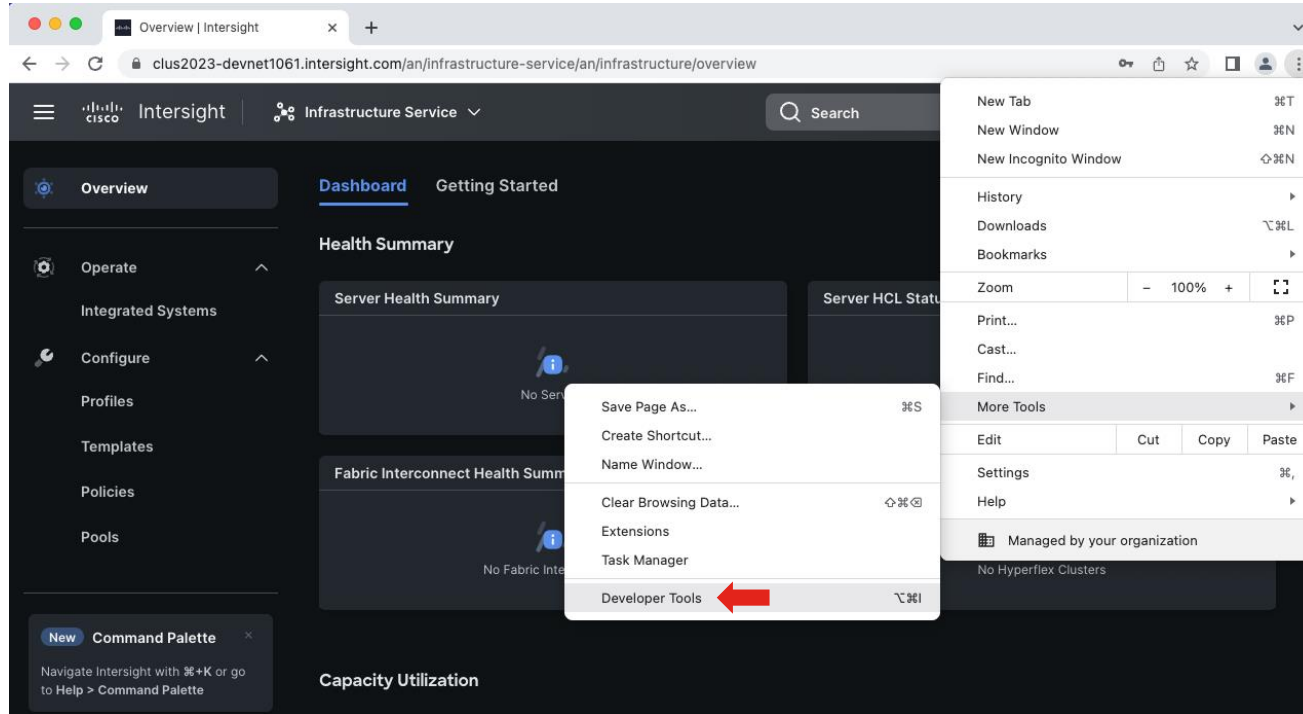 Overview | Intersight
clus2023-devnet1061.intersight.com/an/infrastructure-service/an/infrastructure/overview
cisco Intersight Infrastructure Service Search
Overview
Operate
Integrated Systems
Configure
Profiles
Templates
Policies
Pools
New Command Palette
Navigate Intersight with ⌘+K or go
to Help > Command Palette
Dashboard Getting Started
Health Summary
Server Health Summary
No Serv
Server HCL Statu
Fabric Interconnect Health Summ
No Fabric Inte
No Hyperflex Clusters
Capacity Utilization
New Tab ⌘T
New Window ⌘N
New Incognito Window ⇧⌘N
History
Downloads ⌥⌘L
Bookmarks
Zoom - 100% +
Print... ⌘P
Cast...
Find... ⌘F
More Tools
Edit Cut Copy Paste
Settings ⌘,
Help
Managed by your organization
Save Page As... ⌘S
Create Shortcut...
Name Window...
Clear Browsing Data... ⇧⌘⌫
Extensions
Task Manager
Developer Tools ⌥⌘I